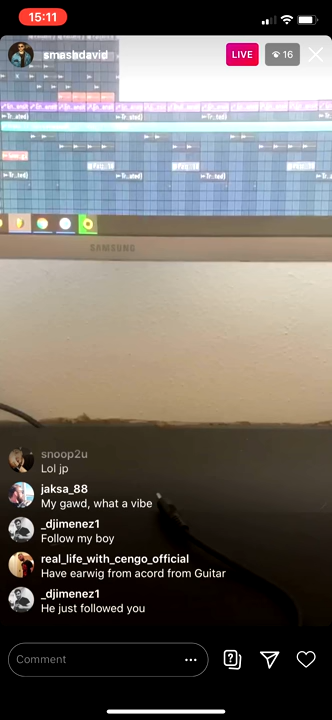 15:11
smashdavid
LIVE
16
SAMSUNG
snoop2u
Lol jp
jaksa_88
My gawd, what a vibe
_djimenez1
Follow my boy
real_life_with_cengo_official
Have earwig from acord from Guitar
_djimenez1
He just followed you
Comment